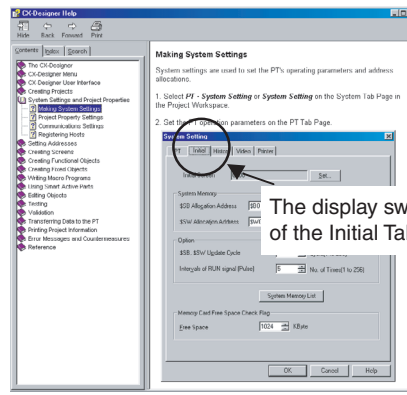 CX-Designer Help
Hide Back Forward Print
Contents Index Search
The CX-Designer
CX-Designer Menu
CX-Designer User Interface
Creating Projects
System Settings and Project Properties
Making System Settings
Project Property Settings
Communications Settings
Registering Hosts
Setting Addresses
Creating Screens
Creating Functional Objects
Creating Fixed Objects
Writing Macro Programs
Using Smart Active Parts
Editing Objects
Testing
Validation
Transferring Data to the PT
Printing Project Information
Error Messages and Countermeasures
Reference
Making System Settings
System settings are used to set the PT's operating parameters and address
allocations.
1. Select PT - System Setting or System Setting on the System Tab Page in
the Project Workspace.
2. Set the PT operation parameters on the PT Tab Page.
System Setting
PT Initial History Video Printer
Initial Screen Set...
System Memory
$SB Allocation Address
$SW Allocation Address
The display sw
of the Initial Ta
Option
$SB, $SW Update Cycle
Intervals of RUN signal (Pulse) 6 No. of Times(1 to 256)
System Memory List
Memory Card Free Space Check Flag
Free Space 1024 KByte
OK Cancel Help